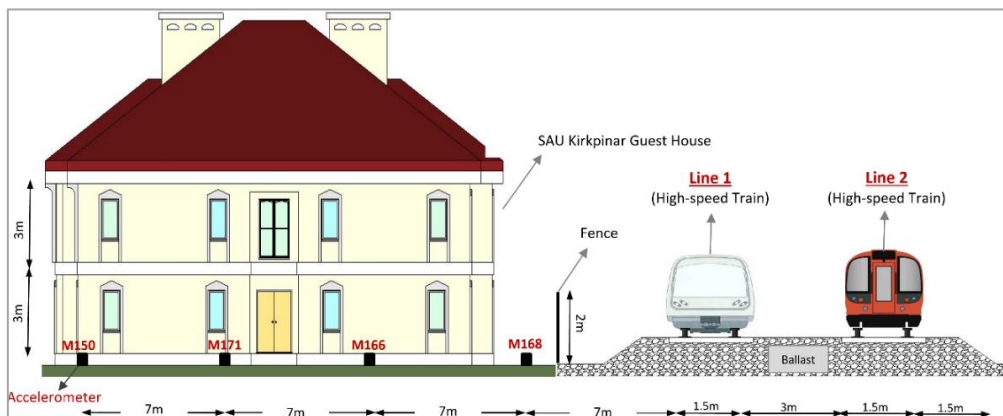 SAU Kirkpinar Guest House
Line 1
(High-speed Train)
Line 2
(High-speed Train)
Fence
3m
3m
2m
M150
M171
M166
M168
Ballast
Accelerometer
7m
7m
7m
7m
1.5m
3m
1.5m
1.5m